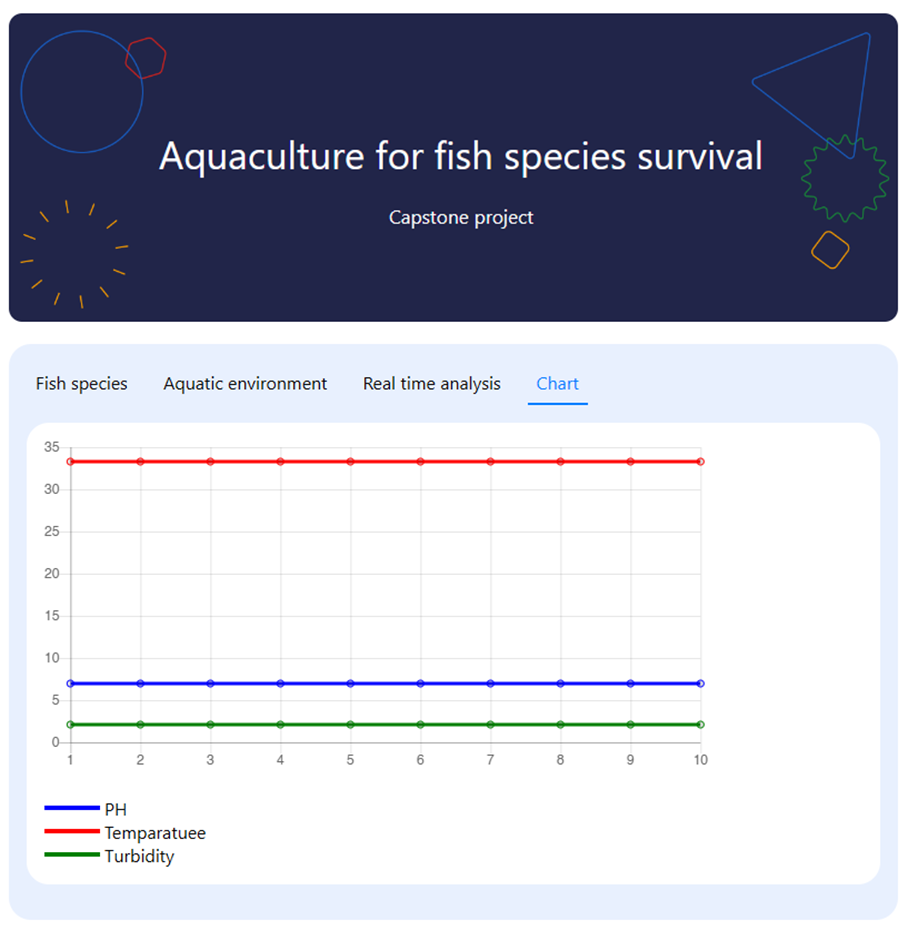 Aquaculture for fish species survival
Capstone project
Fish species Aquatic environment Real time analysis Chart
35
30
25
20
15
10
5
0
1 2 3 4 5 6 7 8 9 10
PH
Temparatuee
Turbidity